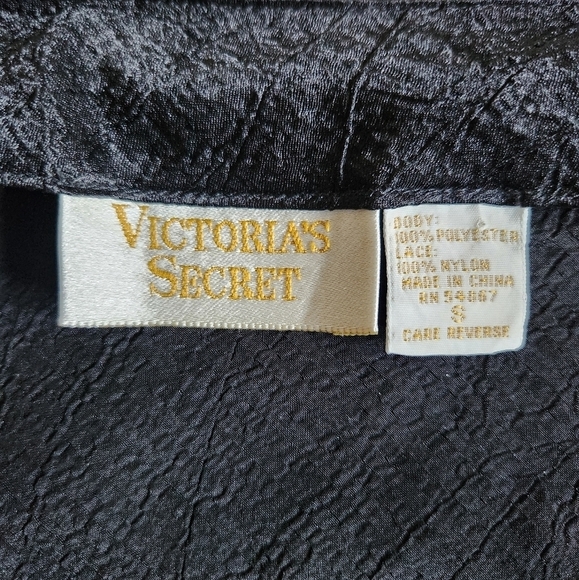 VICTORIA'S
SECRET
BODY:
100% POLYESTER
LACE:
100% NYLON
MADE IN CHINA
RN 54867
S
CARE REVERSE